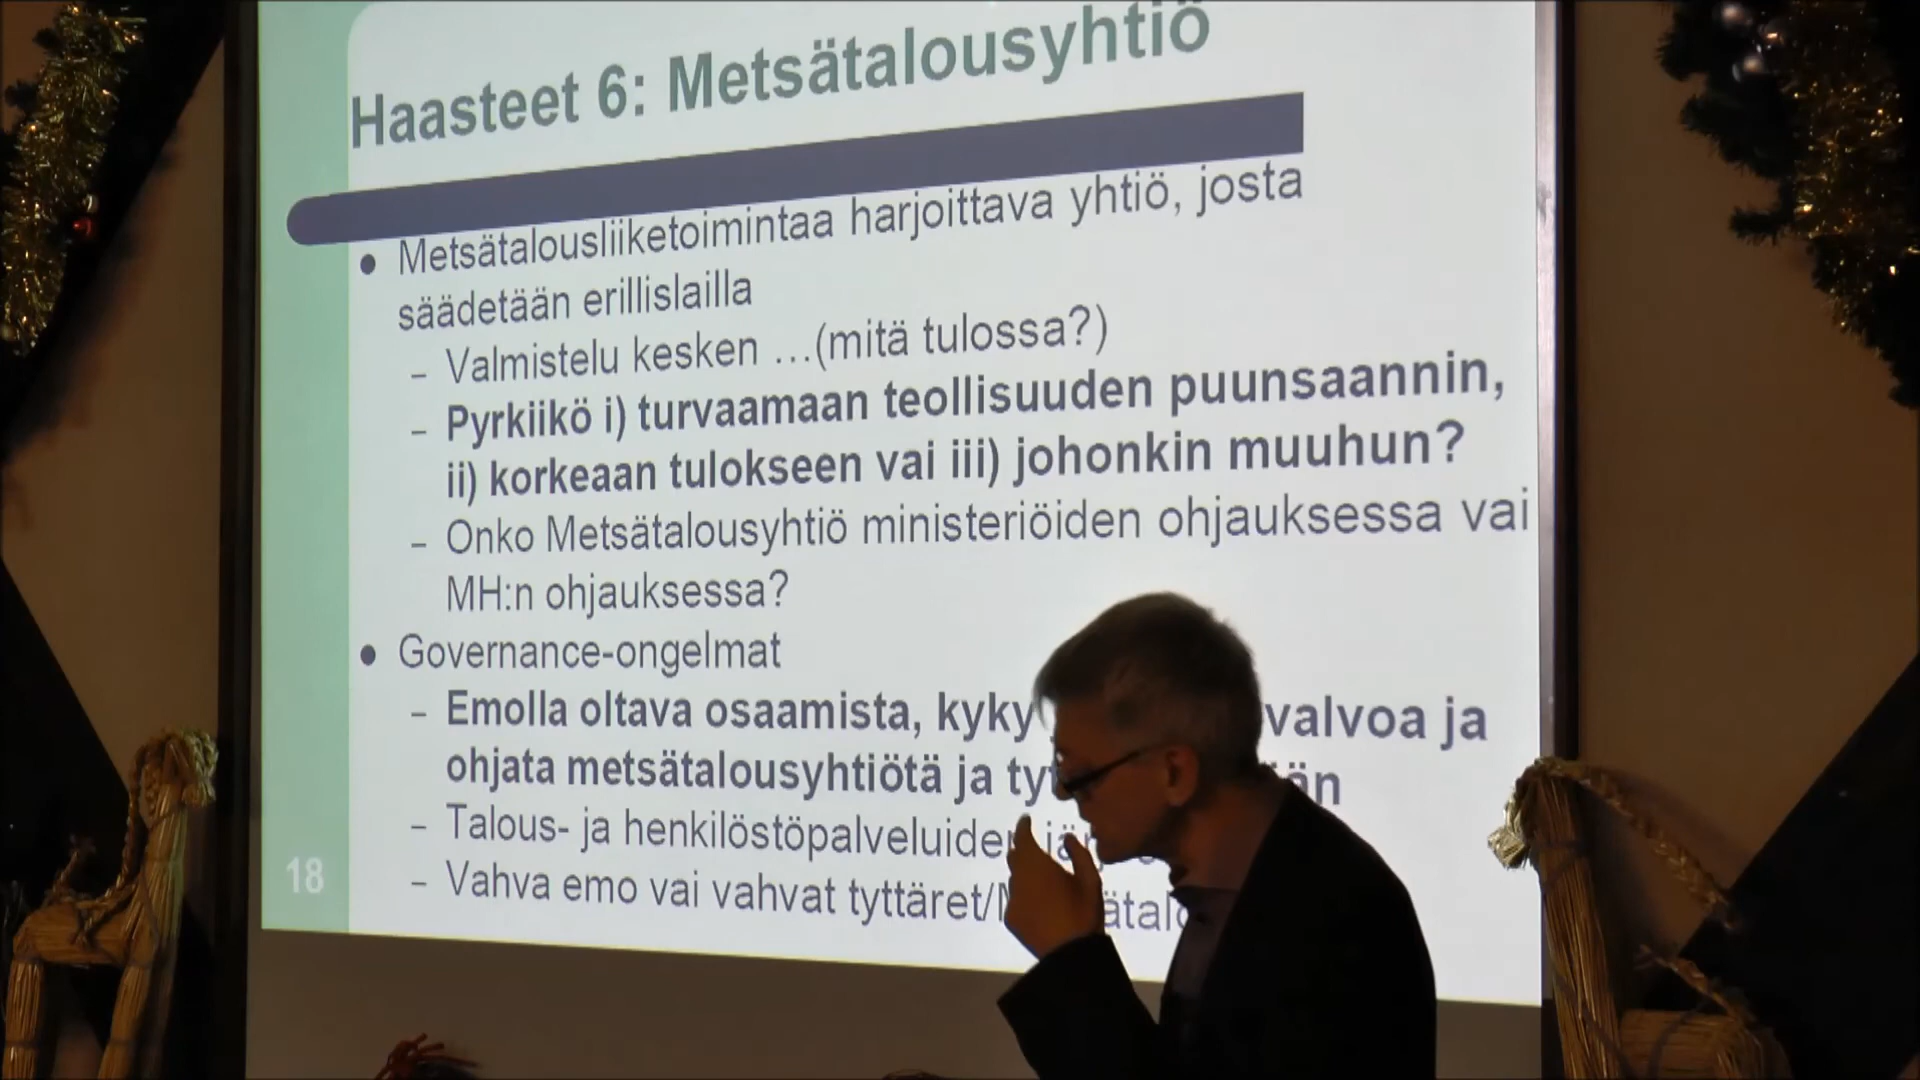 Haasteet 6: Metsätalousyhtiö
● Metsätalousliiketoimintaa harjoittava yhtiö, josta
säädetään erillislailla
– Valmistelu kesken …(mitä tulossa?)
– Pyrkiikö i) turvaamaan teollisuuden puunsaannin,
ii) korkeaan tulokseen vai iii) johonkin muuhun?
– Onko Metsätalousyhtiö ministeriöiden ohjauksessa vai
MH:n ohjauksessa?
● Governance-ongelmat
– Emolla oltava osaamista, kyky valvoa ja
ohjata metsätalousyhtiötä ja
– Talous- ja
– Vahva emo vai vahvat tyttäret/
18